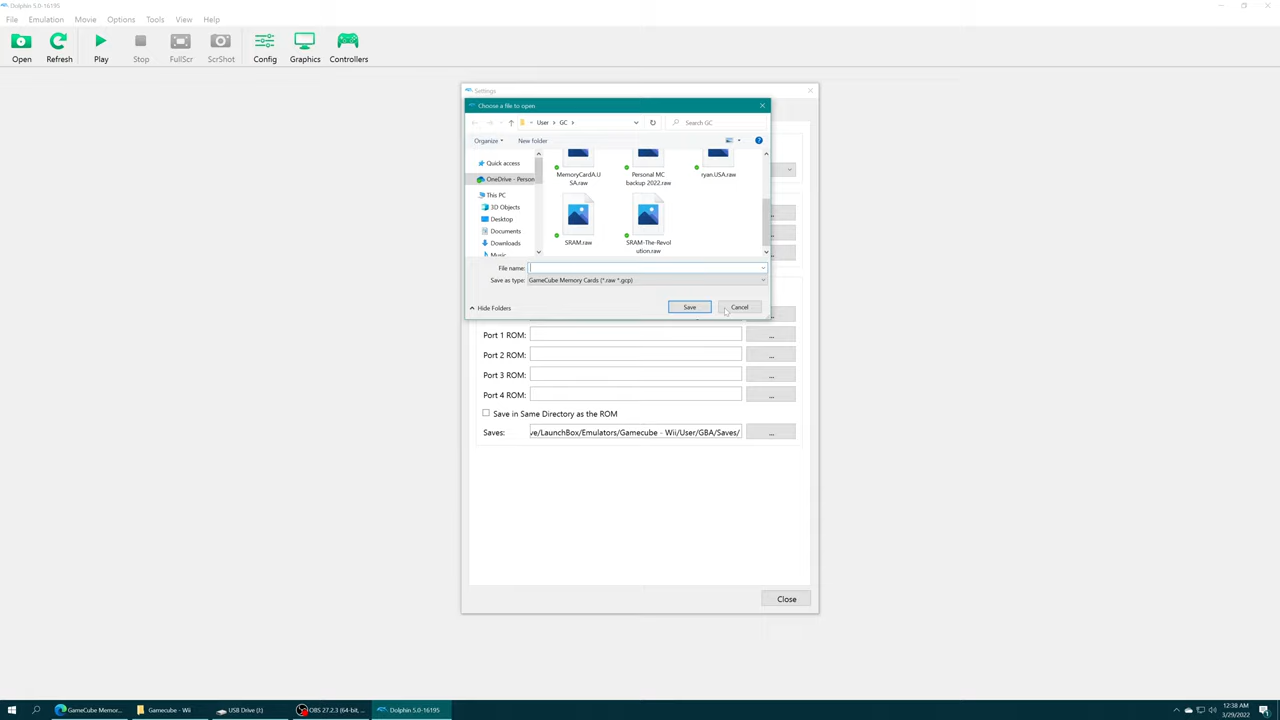 Dolphin 5.0-16195
File Emulation Movie Options Tools View Help
Open Refresh Play Stop FullScr ScrShot Config Graphics Controllers
Settings
Choose a file to open
User > GC >
Search GC
Organize
New folder
Quick access
OneDrive - Person
This PC
3D Objects
Desktop
Documents
Downloads
Music
MemoryCardA.U
SA.raw
Personal MC
backup 2022.raw
ryan.USA.raw
SRAM.raw
SRAM-The-Revol
ution.raw
File name:
Save as type: GameCube Memory Cards (*.raw *.gcp)
Hide Folders
Save
Cancel
Port 1 ROM: ...
Port 2 ROM: ...
Port 3 ROM: ...
Port 4 ROM: ...
Save in Same Directory as the ROM
Saves: ve/LaunchBox/Emulators/Gamecube - Wii/User/GBA/Saves/ ...
Close
GameCube Memor...
Gamecube - Wii
USB Drive (J:)
OBS 27.2.3 (64-bit, ...
Dolphin 5.0-16195
12:38 AM
3/29/2022